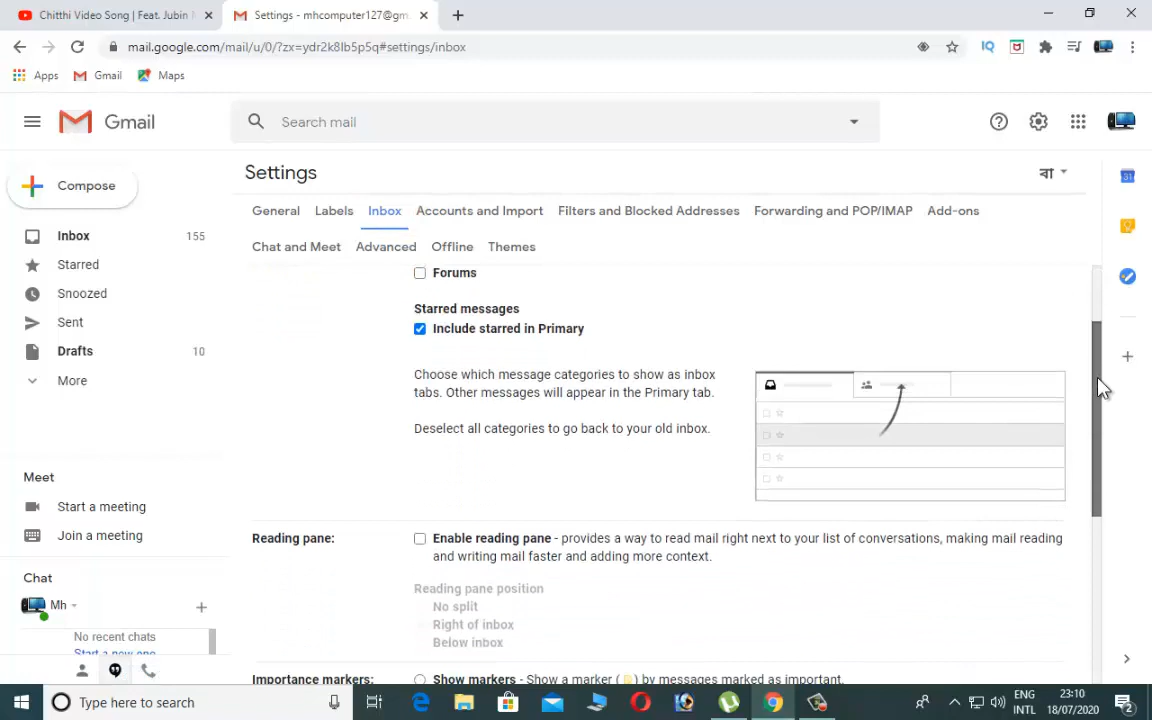 Chitthi Video Song | Feat. Jubin
Settings - mhcomputer127@gm
mail.google.com/mail/u/0/?zx=ydr2k8lb5p5q#settings/inbox
IQ
Apps Gmail Maps
Gmail
Search mail
Compose
Settings
বা
31
General Labels Inbox Accounts and Import Filters and Blocked Addresses Forwarding and POP/IMAP Add-ons
Chat and Meet Advanced Offline Themes
Inbox 155
Starred
Snoozed
Sent
Drafts 10
More
Meet
Start a meeting
Join a meeting
Chat
Mh
No recent chats
Start a new one
Forums
Starred messages
Include starred in Primary
Choose which message categories to show as inbox
tabs. Other messages will appear in the Primary tab.
Deselect all categories to go back to your old inbox.
Reading pane:
Enable reading pane - provides a way to read mail right next to your list of conversations, making mail reading
and writing mail faster and adding more context.
Reading pane position
No split
Right of inbox
Below inbox
Importance markers:
Show markers - Show a marker ( ) by messages marked as important.
Type here to search
ENG
INTL
23:10
18/07/2020
2